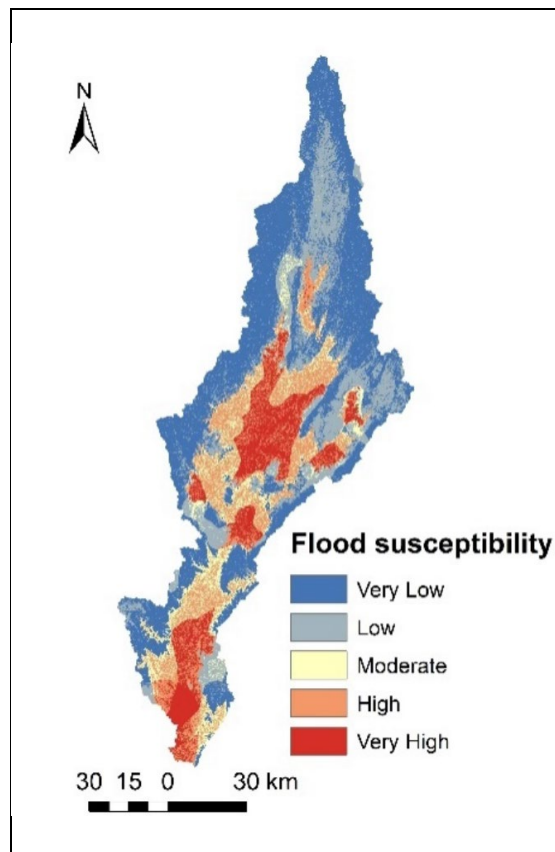 N
Flood susceptibility
Very Low
Low
Moderate
High
Very High
30 15 0 30 km